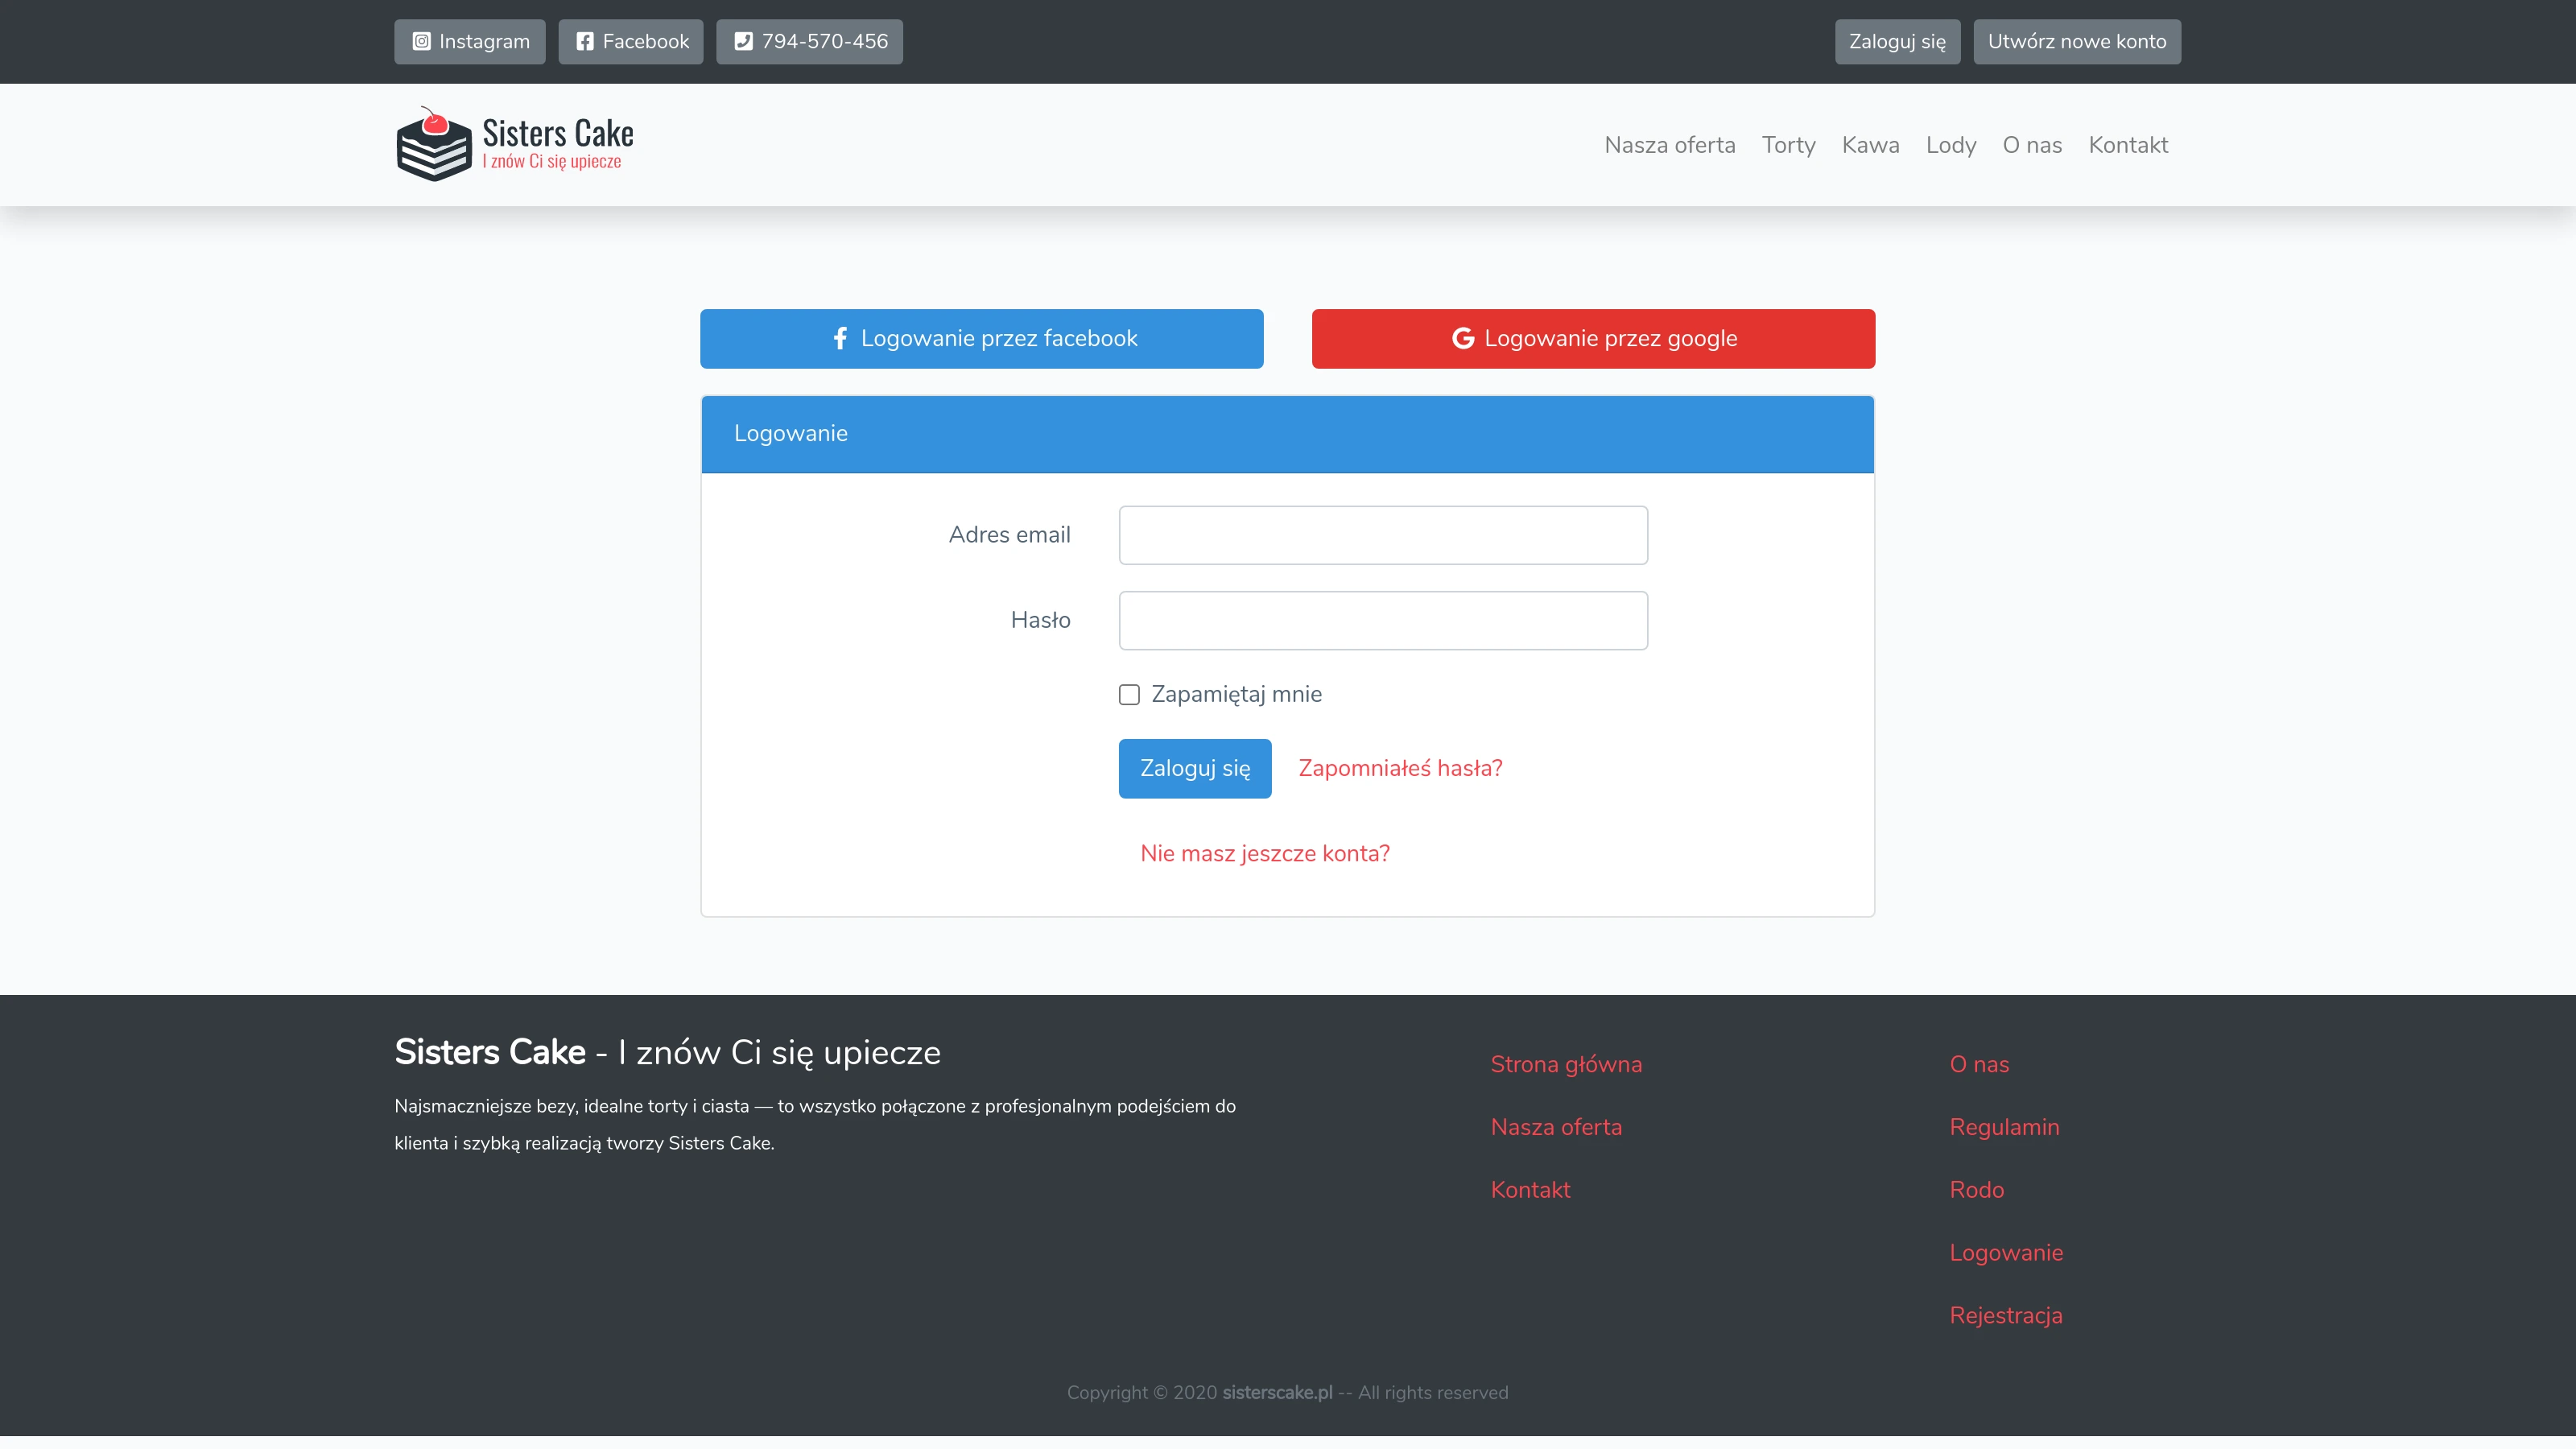 Instagram
Facebook
794-570-456
Zaloguj się
Utwórz nowe konto
Sisters Cake
I znów Ci się upiecze
Nasza oferta
Torty
Kawa
Lody
O nas
Kontakt
Logowanie przez facebook
Logowanie przez google
Logowanie
Adres email
Hasło
Zapamiętaj mnie
Zaloguj się
Zapomniałeś hasła?
Nie masz jeszcze konta?
Sisters Cake - I znów Ci się upiecze
Najsmaczniejsze bezy, idealne torty i ciasta — to wszystko połączone z profesjonalnym podejściem do
klienta i szybką realizacją tworzy Sisters Cake.
Strona główna
Nasza oferta
Kontakt
O nas
Regulamin
Rodo
Logowanie
Rejestracja
Copyright © 2020 sisterscake.pl -- All rights reserved